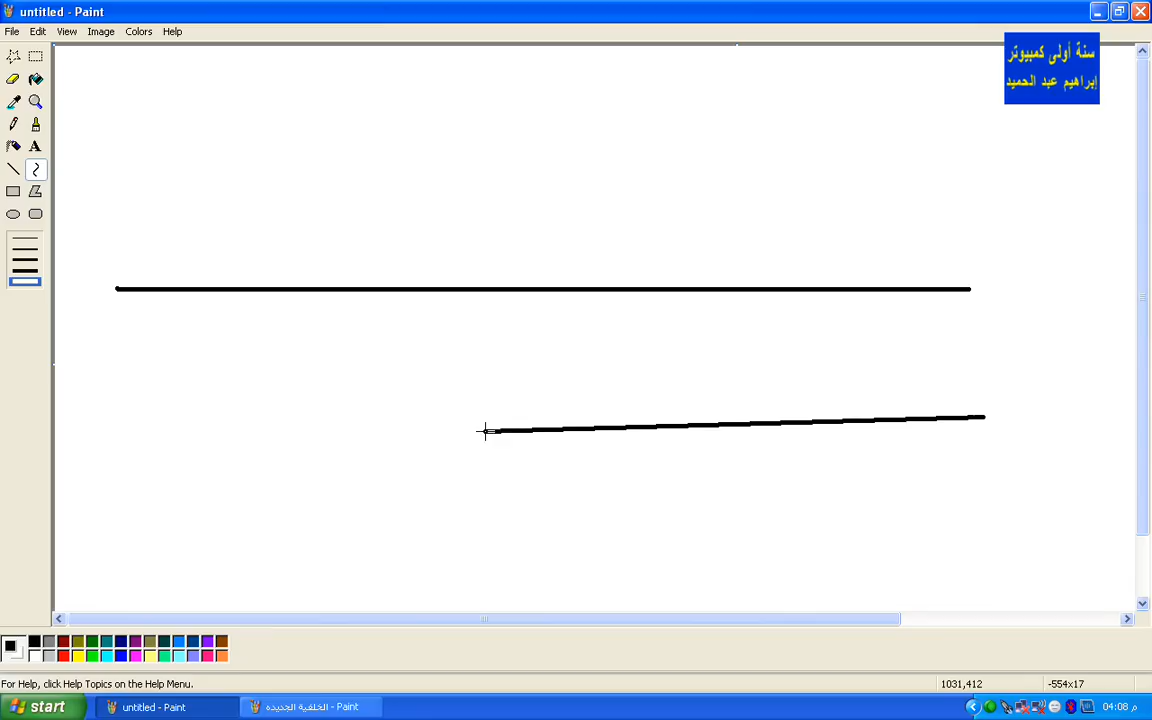 untitled - Paint
File Edit View Image Colors Help
سنة أولى كمبيوتر
إبراهيم عبد الحميد
A
For Help, click Help Topics on the Help Menu.
1031,412
-554x17
start
untitled - Paint
الخلفية الجديده - Paint
04:08 م